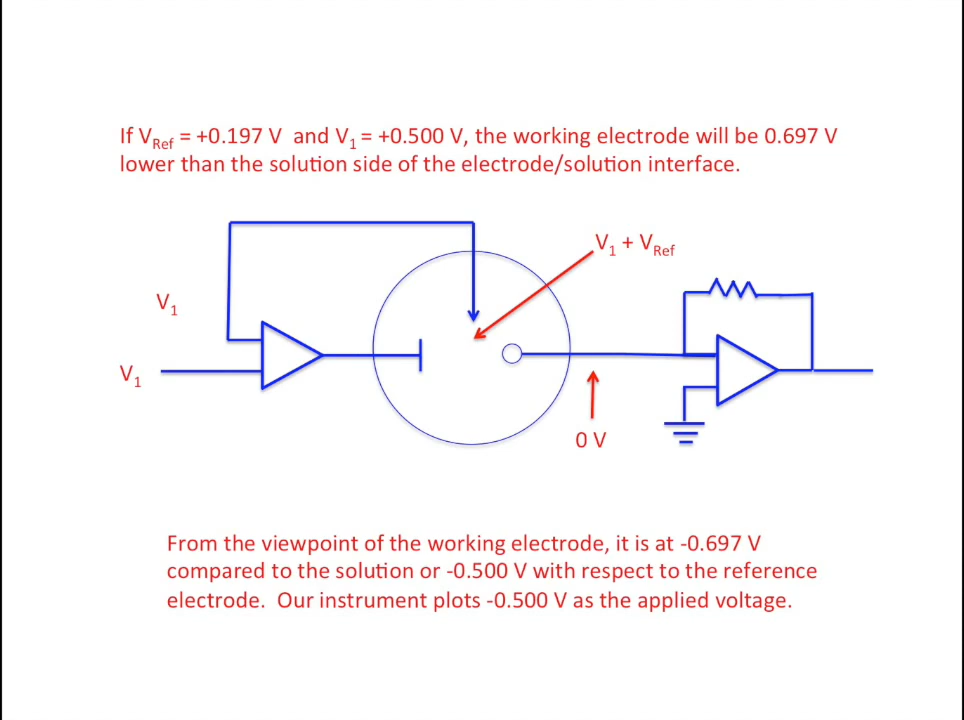 If V_Ref = +0.197 V and V_1 = +0.500 V, the working electrode will be 0.697 V
lower than the solution side of the electrode/solution interface.
V_1 + V_Ref
V_1
V_1
0 V
From the viewpoint of the working electrode, it is at -0.697 V
compared to the solution or -0.500 V with respect to the reference
electrode. Our instrument plots -0.500 V as the applied voltage.